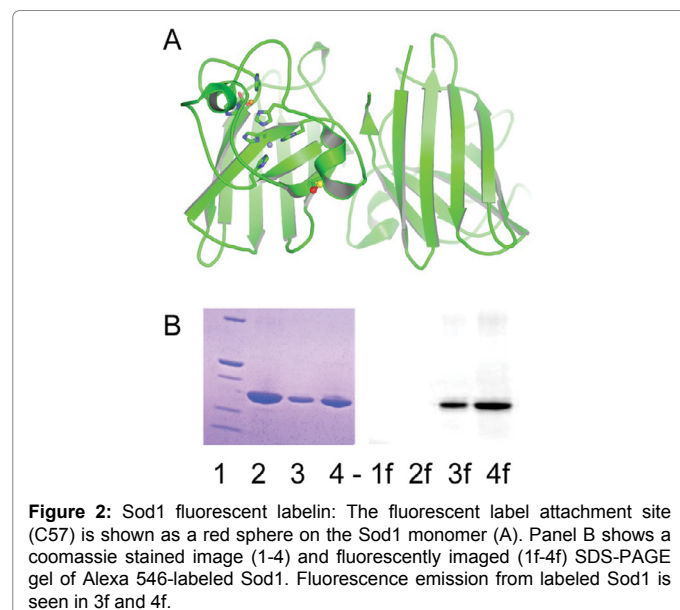 A
B
1 2 3 4 - 1f 2f 3f 4f
Figure 2: Sod1 fluorescent labelin: The fluorescent label attachment site
(C57) is shown as a red sphere on the Sod1 monomer (A). Panel B shows a
coomassie stained image (1-4) and fluorescently imaged (1f-4f) SDS-PAGE
gel of Alexa 546-labeled Sod1. Fluorescence emission from labeled Sod1 is
seen in 3f and 4f.